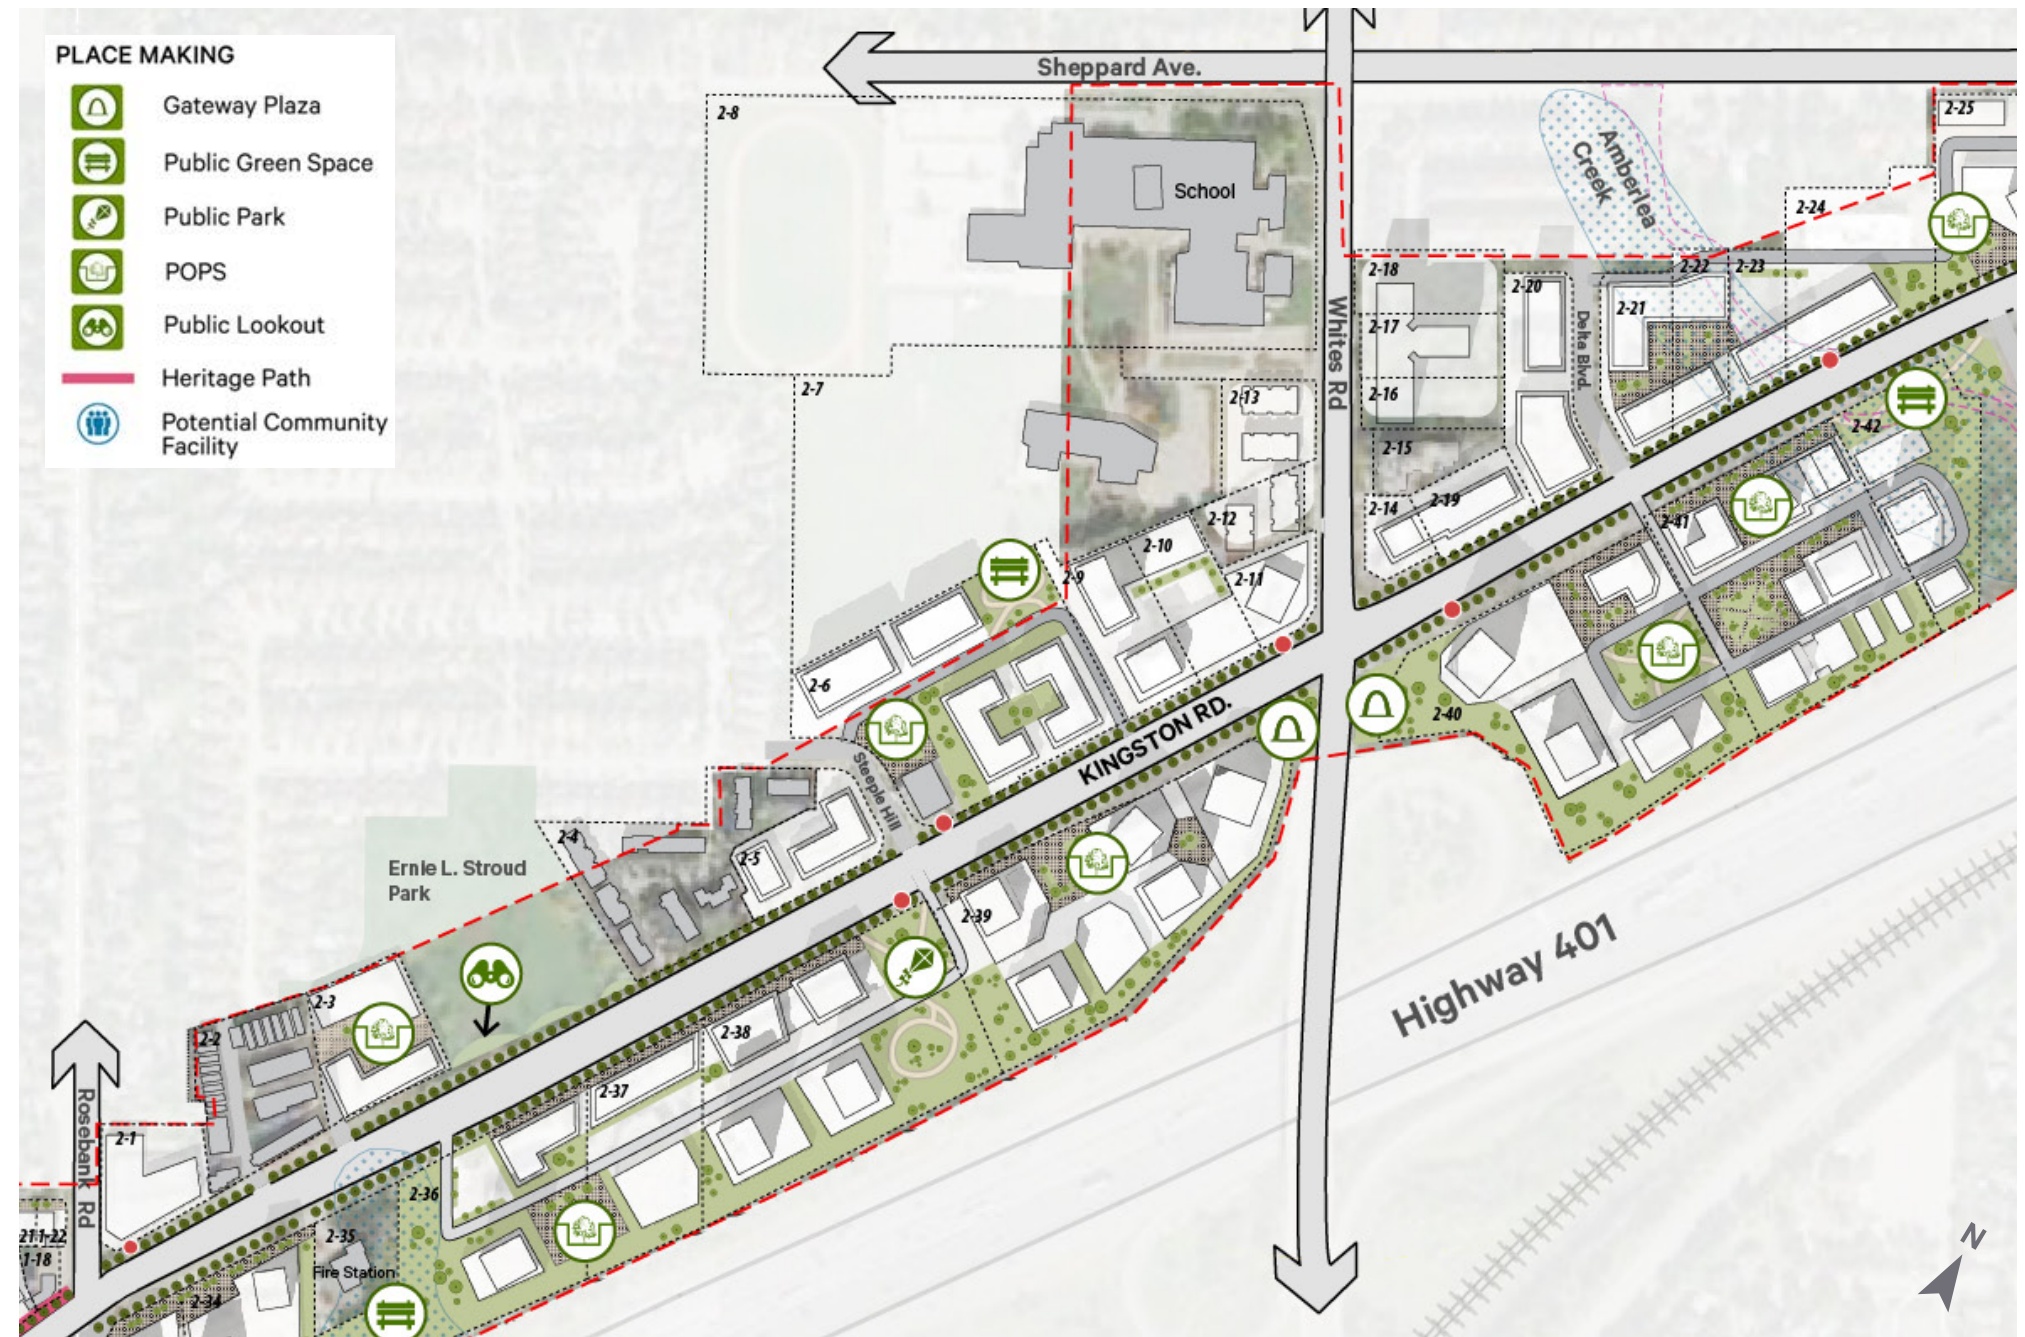 PLACE MAKING
Gateway Plaza
Public Green Space
Public Park
POPS
Public Lookout
Heritage Path
Potential Community
Facility
Sheppard Ave.
2-8
School
Amberlea
Creek
2-25
2-24
2-18
2-22
2-23
2-20
2-21
2-17
Whites Rd
Delta Blvd.
2-7
2-16
2-13
2-42
2-15
2-14
2-19
2-12
2-41
2-10
2-9
2-11
2-6
2-40
KINGSTON RD.
Steeple Hill
2-4
2-5
Ernie L. Stroud
Park
2-39
Highway 401
2-3
2-2
2-38
2-37
Rosebank Rd
2-1
2-36
2-35
211-22
1-18
Fire Station
2-34
N